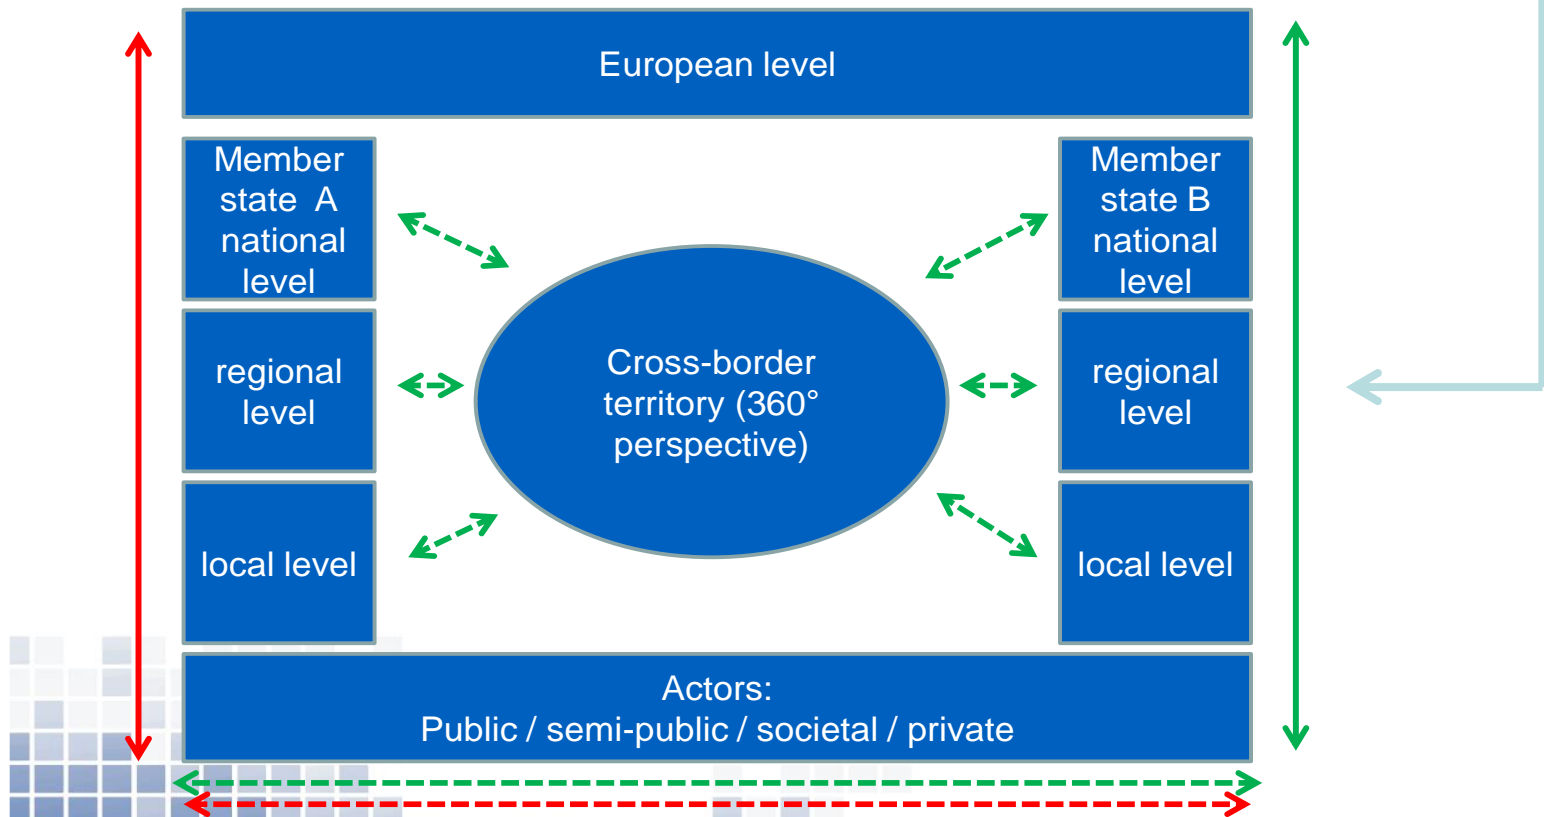 European level
Member
state A
national
level
Member
state B
national
level
Cross-border
territory (360°
perspective)
regional
level
regional
level
local level
local level
Actors:
Public / semi-public / societal / private